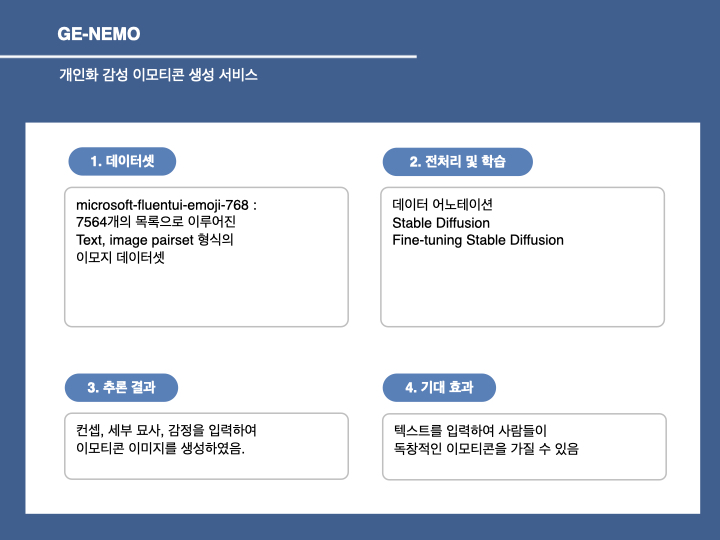 GE-NEMO
개인화 감성 이모티콘 생성 서비스
1. 데이터셋
microsoft-fluentui-emoji-768 :
7564개의 목록으로 이루어진
Text, image pairset 형식의
이모지 데이터셋
2. 전처리 및 학습
데이터 어노테이션
Stable Diffusion
Fine-tuning Stable Diffusion
3. 추론 결과
컨셉, 세부 묘사, 감정을 입력하여
이모티콘 이미지를 생성하였음.
4. 기대 효과
텍스트를 입력하여 사람들이
독창적인 이모티콘을 가질 수 있음